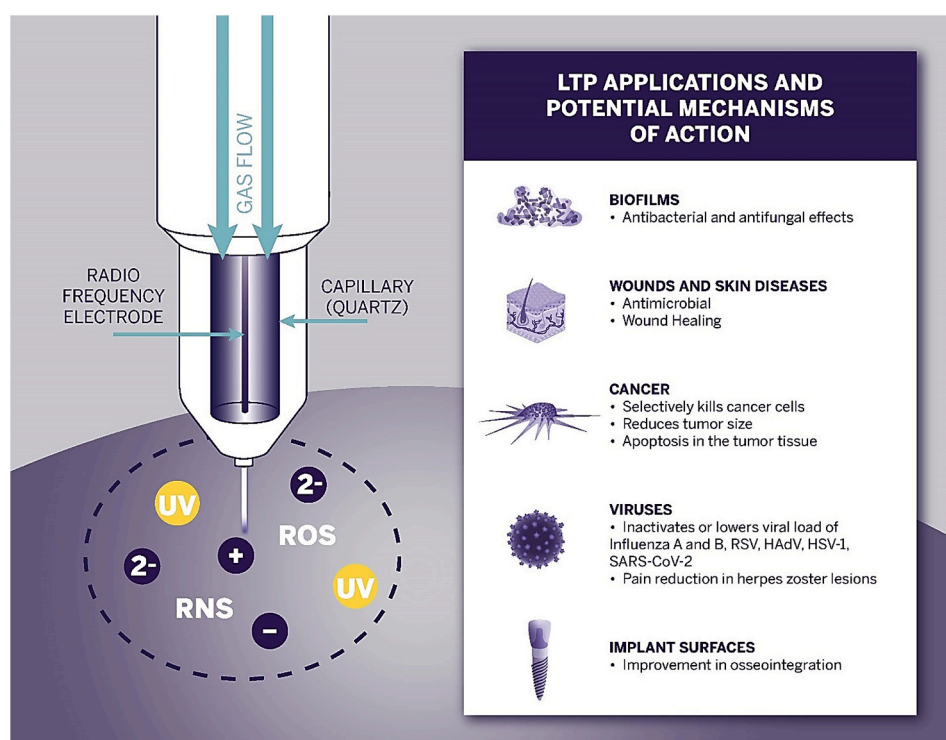 GAS FLOW
RADIO
FREQUENCY
ELECTRODE
CAPILLARY
(QUARTZ)
UV
2-
ROS
2-
+
UV
RNS
–
LTP APPLICATIONS AND
POTENTIAL MECHANISMS
OF ACTION
BIOFILMS
• Antibacterial and antifungal effects
WOUNDS AND SKIN DISEASES
• Antimicrobial
• Wound Healing
CANCER
• Selectively kills cancer cells
• Reduces tumor size
• Apoptosis in the tumor tissue
VIRUSES
• Inactivates or lowers viral load of
Influenza A and B, RSV, HAdV, HSV-1,
SARS-CoV-2
• Pain reduction in herpes zoster lesions
IMPLANT SURFACES
• Improvement in osseointegration